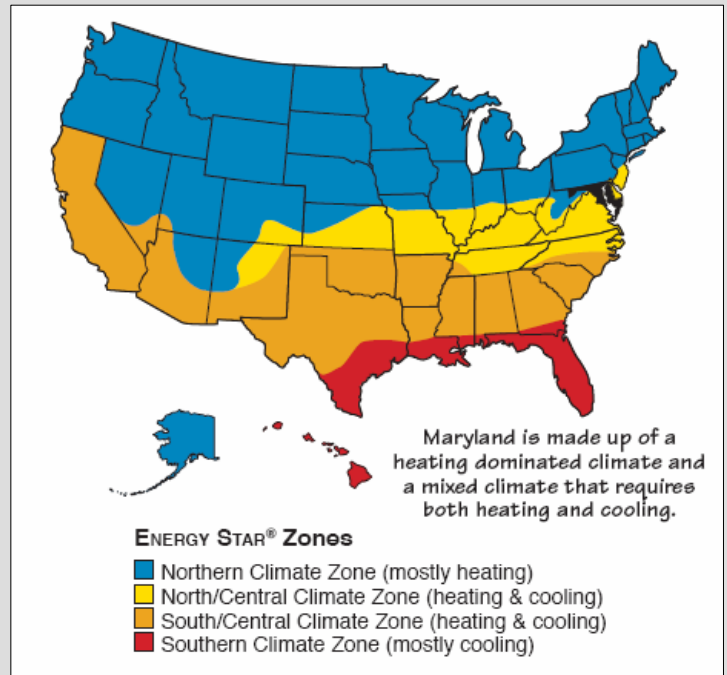 Maryland is made up of a
heating dominated climate and
a mixed climate that requires
both heating and cooling.
ENERGY STAR® Zones
Northern Climate Zone (mostly heating)
North/Central Climate Zone (heating & cooling)
South/Central Climate Zone (heating & cooling)
Southern Climate Zone (mostly cooling)